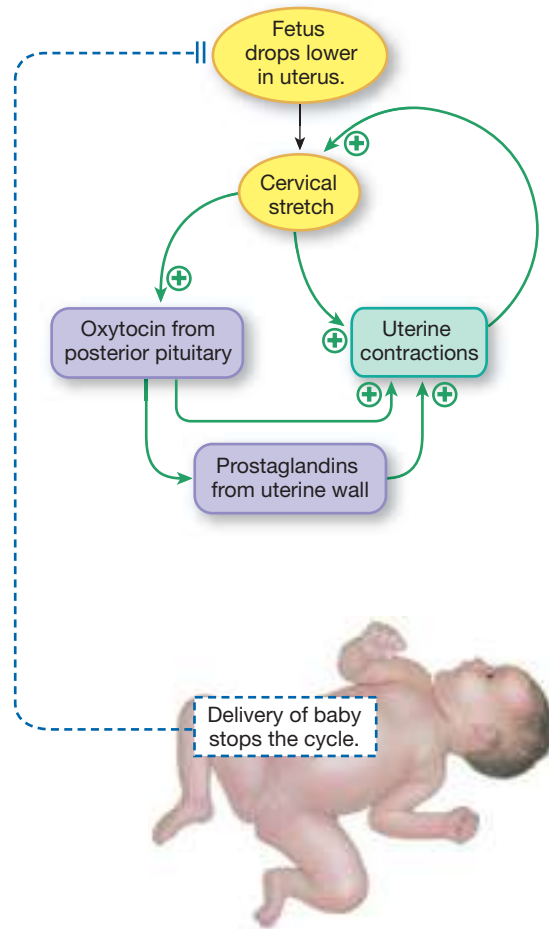 Fetus
drops lower
in uterus.
Cervical
stretch
Oxytocin from
posterior pituitary
Uterine
contractions
Prostaglandins
from uterine wall
Delivery of baby
stops the cycle.